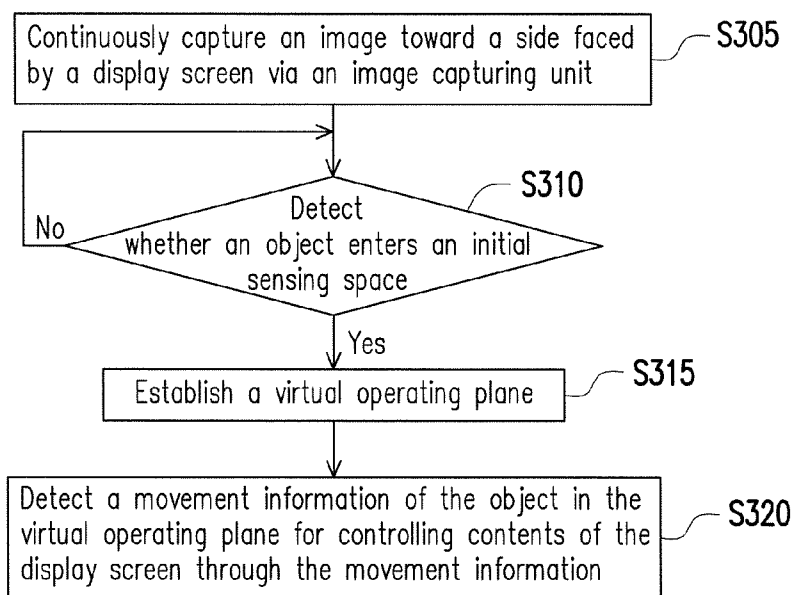 Continuously capture an image toward a side faced
by a display screen via an image capturing unit
S305
S310
Detect
whether an object enters an initial
sensing space
No
Yes
Establish a virtual operating plane
S315
Detect a movement information of the object in the
virtual operating plane for controlling contents of the
display screen through the movement information
S320